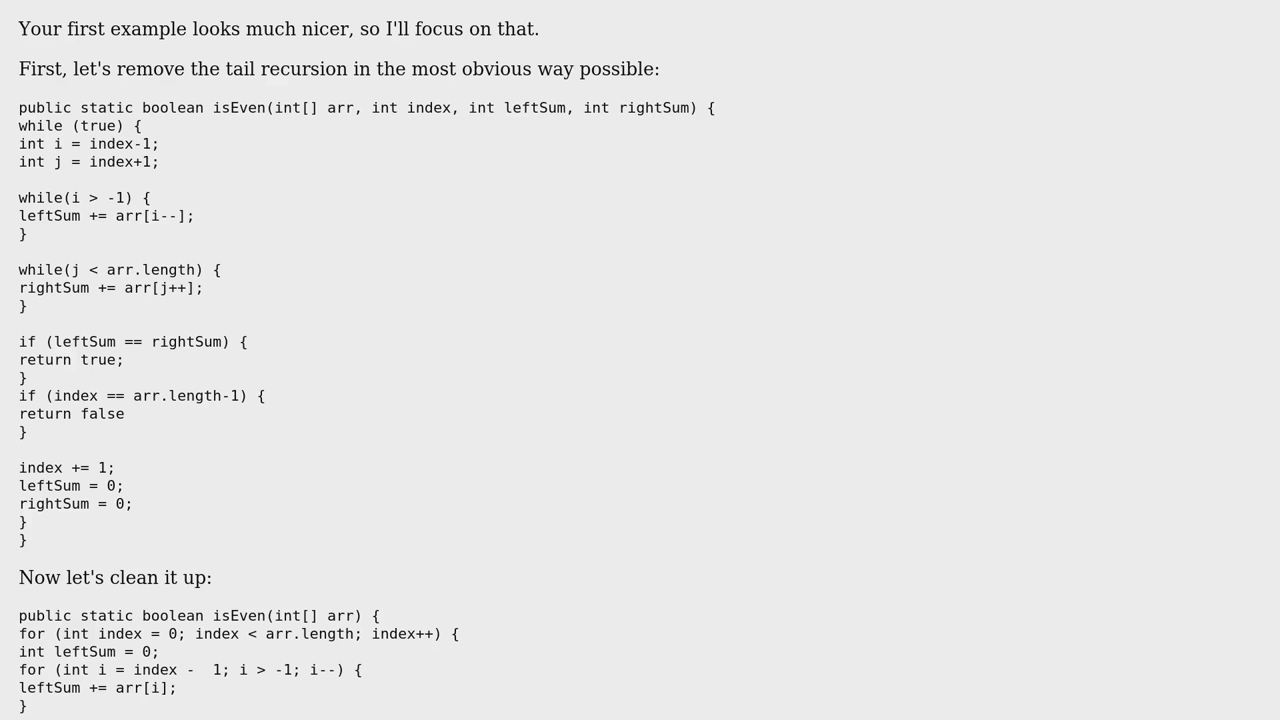 Your first example looks much nicer, so I'll focus on that.
First, let's remove the tail recursion in the most obvious way possible:
public static boolean isEven(int[] arr, int index, int leftSum, int rightSum) {
while (true) {
int i = index-1;
int j = index+1;
while(i > -1) {
leftSum += arr[i--];
}
while(j < arr.length) {
rightSum += arr[j++];
}
if (leftSum == rightSum) {
return true;
}
if (index == arr.length-1) {
return false
}
index += 1;
leftSum = 0;
rightSum = 0;
}
}
Now let's clean it up:
public static boolean isEven(int[] arr) {
for (int index = 0; index < arr.length; index++) {
int leftSum = 0;
for (int i = index -  1; i > -1; i--) {
leftSum += arr[i];
}